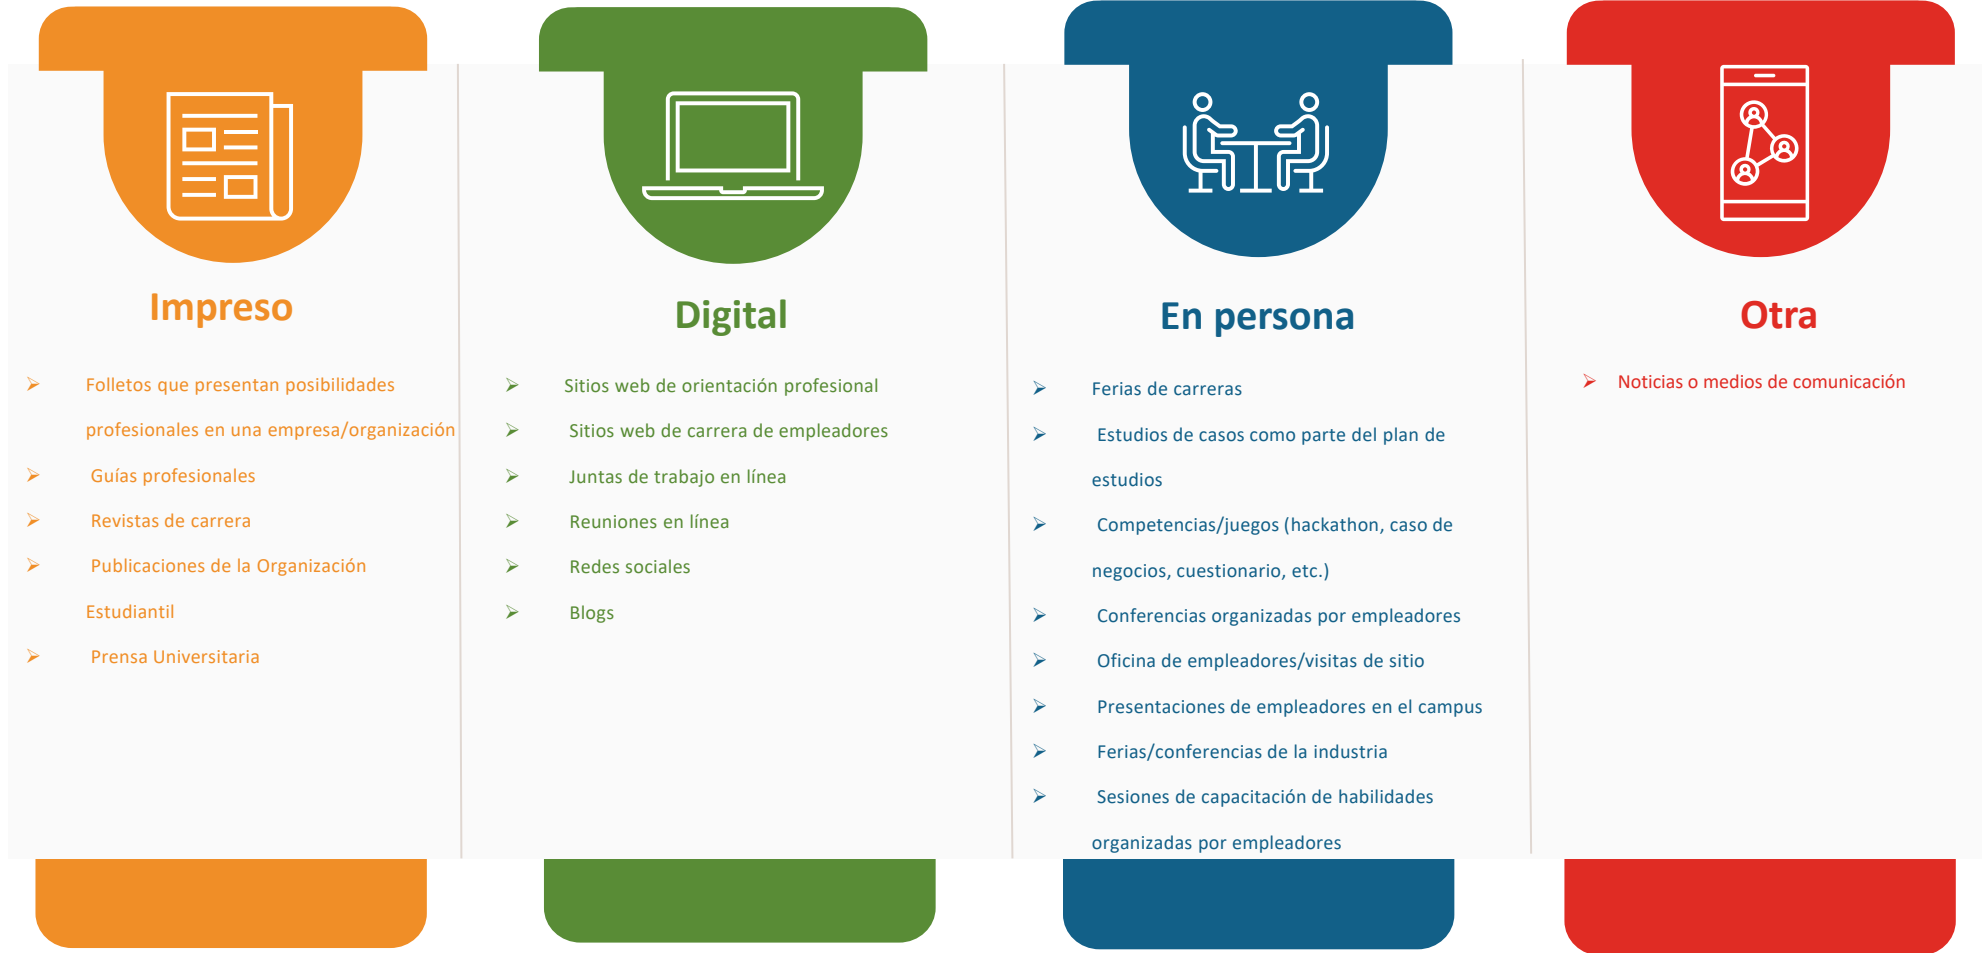 Impreso
Folletos que presentan posibilidades
profesionales en una empresa/organización
Guías profesionales
Revistas de carrera
Publicaciones de la Organización
Estudiantil
Prensa Universitaria
Digital
Sitios web de orientación profesional
Sitios web de carrera de empleadores
Juntas de trabajo en línea
Reuniones en línea
Redes sociales
Blogs
En persona
Ferias de carreras
Estudios de casos como parte del plan de
estudios
Competencias/juegos (hackathon, caso de
negocios, cuestionario, etc.)
Conferencias organizadas por empleadores
Oficina de empleadores/visitas de sitio
Presentaciones de empleadores en el campus
Ferias/conferencias de la industria
Sesiones de capacitación de habilidades
organizadas por empleadores
Otra
Noticias o medios de comunicación